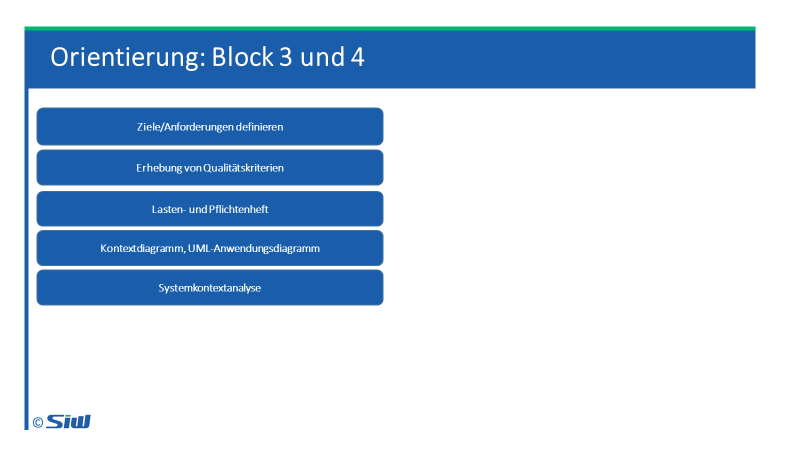 Orientierung: Block 3 und 4
Ziele/Anforderungen definieren
Erhebung von Qualitätskriterien
Lasten- und Pflichtenheft
Kontextdiagramm, UML-Anwendungsdiagramm
Systemkontextanalyse
© SiW